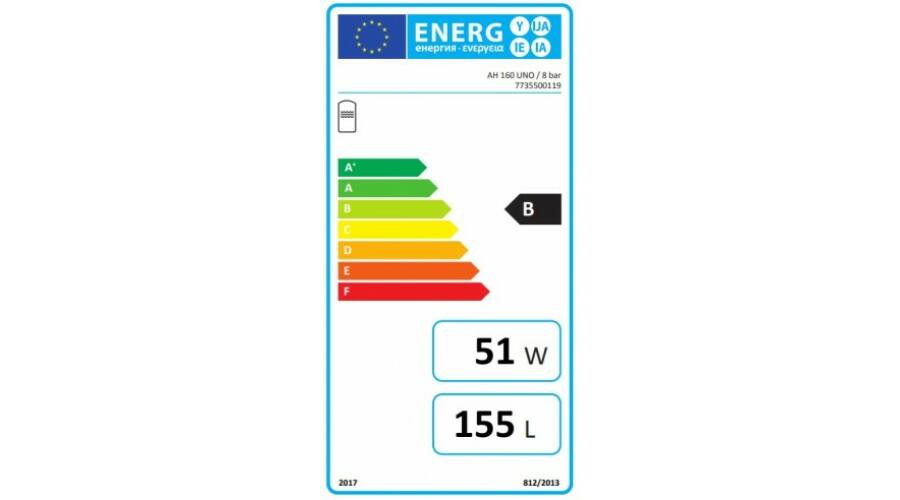 ENERG Y IJA
енергия · ενεργεια IE IA
AH 160 UNO / 8 bar
7735500119
A+
A
B
B
C
D
E
F
51 W
155 L
2017 812/2013